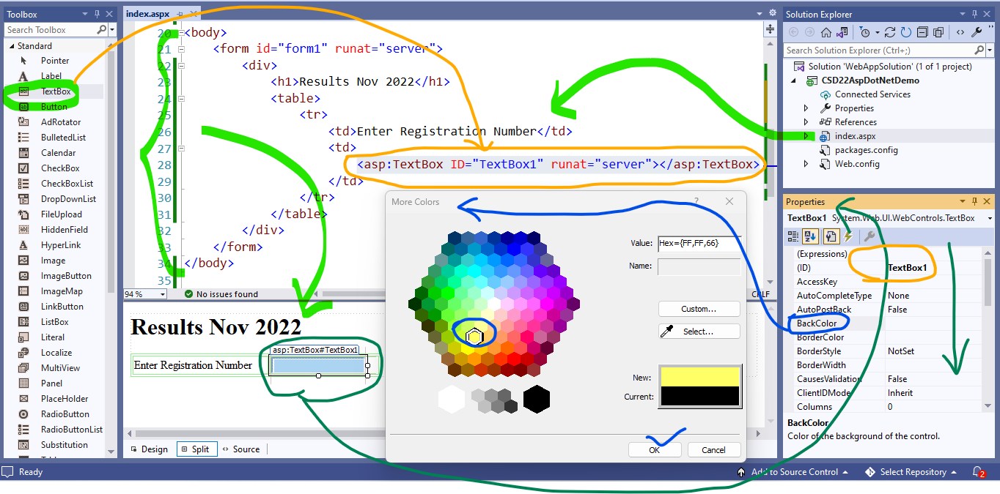 Toolbox
Search Toolbox
Standard
Pointer
Label
TextBox
Button
AdRotator
BulletedList
Calendar
CheckBox
CheckBoxList
DropDownList
FileUpload
HiddenField
HyperLink
Image
ImageButton
ImageMap
LinkButton
ListBox
Literal
Localize
MultiView
Panel
PlaceHolder
RadioButton
RadioButtonList
Substitution
index.aspx
20 <body>
21 <form id="form1" runat="server">
22 <div>
23 <h1>Results Nov 2022</h1>
24 <table>
25 <tr>
26 <td>Enter Registration Number</td>
27 <td>
28 <asp:TextBox ID="TextBox1" runat="server"></asp:TextBox>
29 </td>
30 </tr>
31 </table>
32 </div>
33 </form>
34 </body>
35
94 %
No issues found
CRLF
Results Nov 2022
asp:TextBox#TextBox1
Enter Registration Number
Design
Split
Source
More Colors
?
Value: Hex={FF,FF,66}
Name:
Custom...
Select...
New:
Current:
OK
Cancel
Solution Explorer
Search Solution Explorer (Ctrl+;)
Solution 'WebAppSolution' (1 of 1 project)
CSD22AspDotNetDemo
Connected Services
Properties
References
index.aspx
packages.config
Web.config
Properties
TextBox1 System.Web.UI.WebControls.TextBox
(Expressions)
(ID) TextBox1
AccessKey
AutoCompleteType None
AutoPostBack False
BackColor
BorderColor
BorderStyle NotSet
BorderWidth
CausesValidation False
ClientIDMode Inherit
Columns 0
BackColor
Color of the background of the control.
Ready
Add to Source Control
Select Repository
2